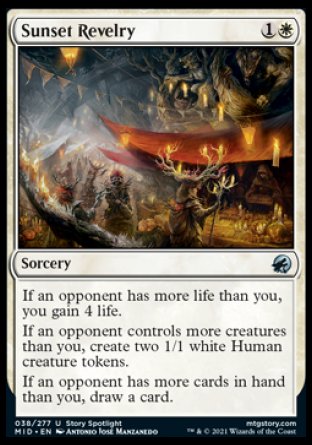 Sunset Revelry 1
Sorcery
If an opponent has more life than you,
you gain 4 life.
If an opponent controls more creatures
than you, create two 1/1 white Human
creature tokens.
If an opponent has more cards in hand
than you, draw a card.
038/277 U Story Spotlight mtgstory.com
MID • EN Antonio José Manzanedo ™ & © 2021 Wizards of the Coast